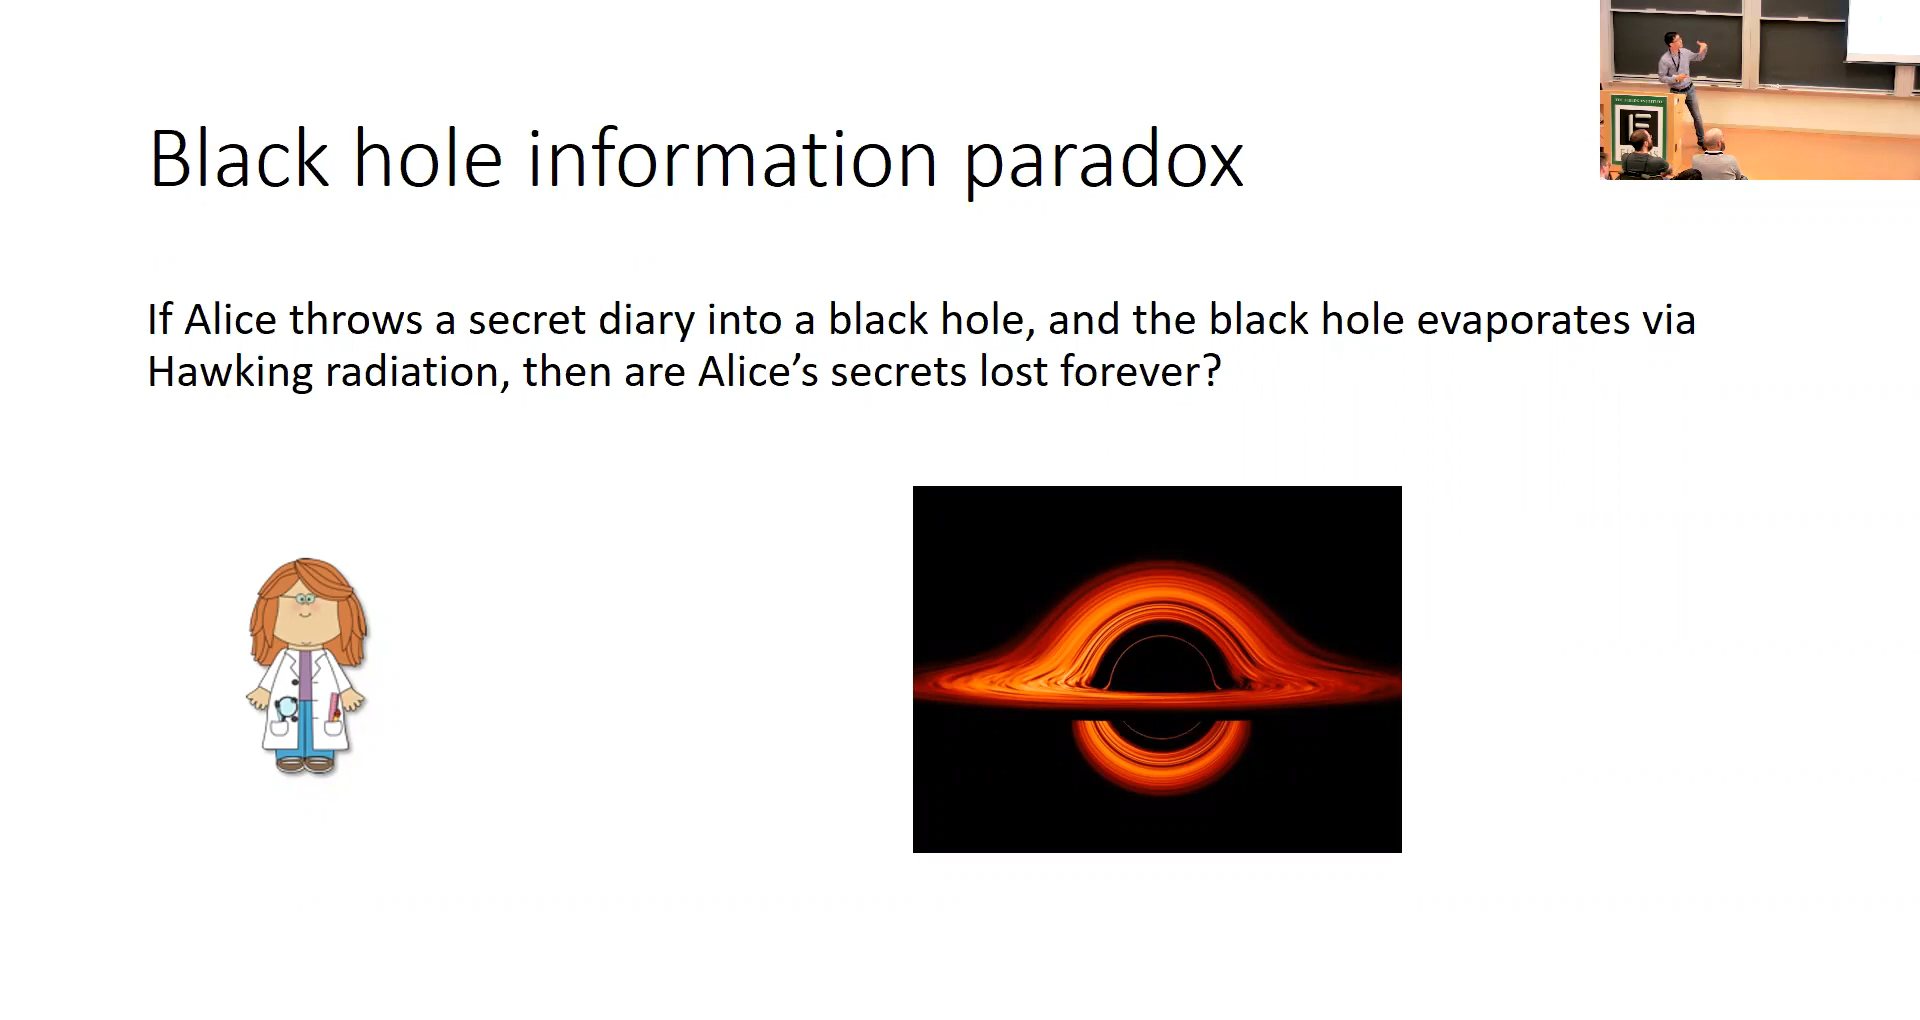 Black hole information paradox
If Alice throws a secret diary into a black hole, and the black hole evaporates via
Hawking radiation, then are Alice’s secrets lost forever?